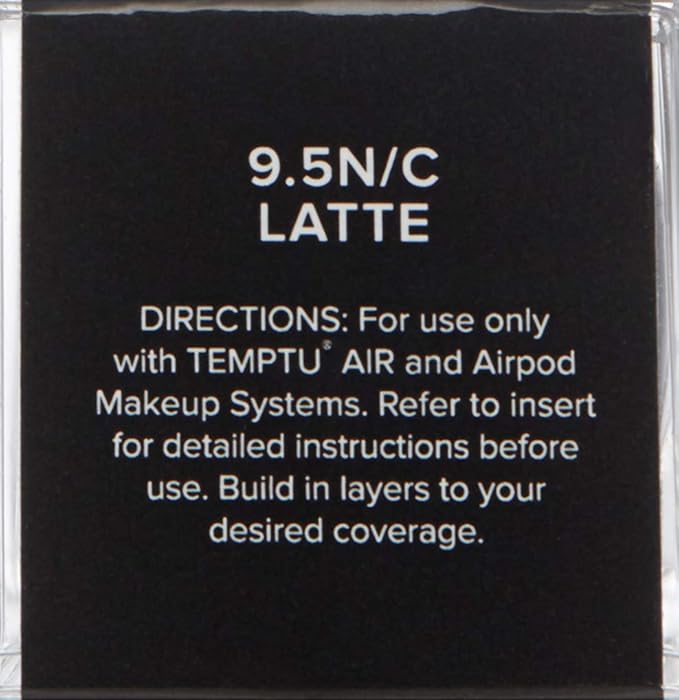 9.5N/C
LATTE
DIRECTIONS: For use only
with TEMPTU® AIR and Airpod
Makeup Systems. Refer to insert
for detailed instructions before
use. Build in layers to your
desired coverage.